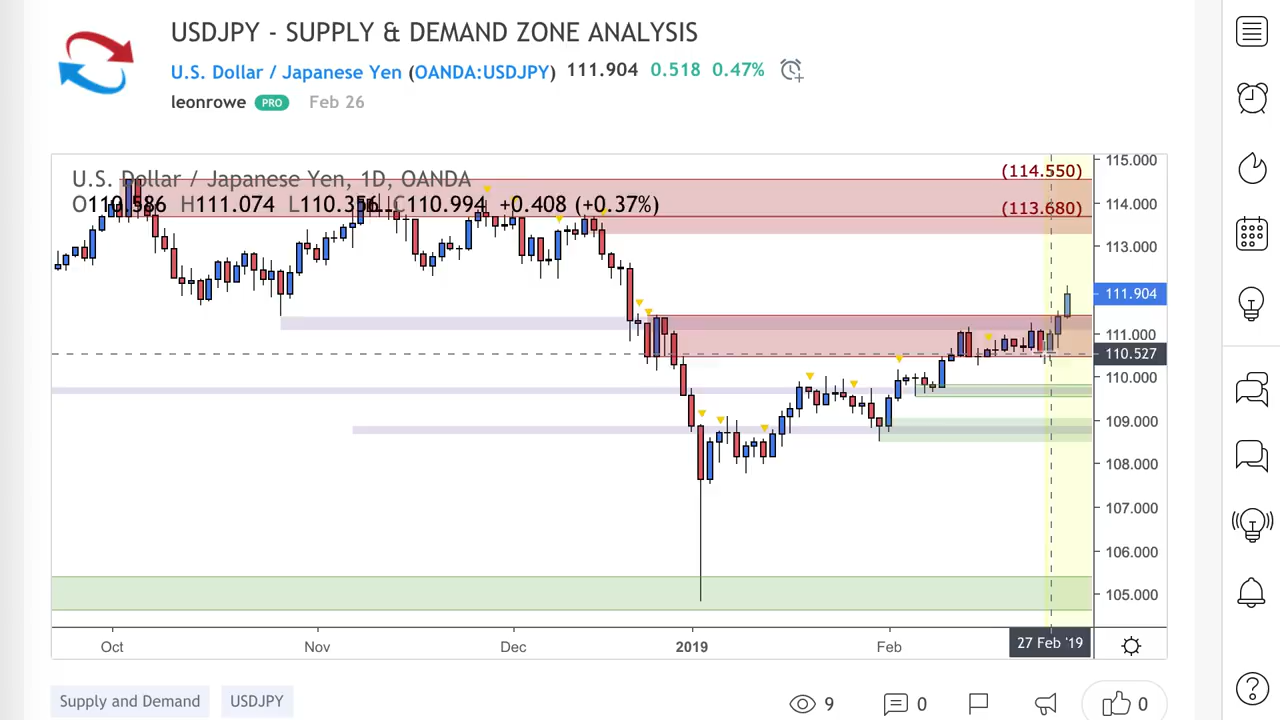 USDJPY - SUPPLY & DEMAND ZONE ANALYSIS
U.S. Dollar / Japanese Yen (OANDA:USDJPY) 111.904 0.518 0.47%
leonrowe PRO Feb 26
U.S. Dollar / Japanese Yen, 1D, OANDA
O110.586 H111.074 L110.356 C110.994 +0.408 (+0.37%)
(114.550)
(113.680)
115.000
114.000
113.000
111.904
111.000
110.527
110.000
109.000
108.000
107.000
106.000
105.000
Oct Nov Dec 2019 Feb 27 Feb '19
Supply and Demand USDJPY 9 0 0